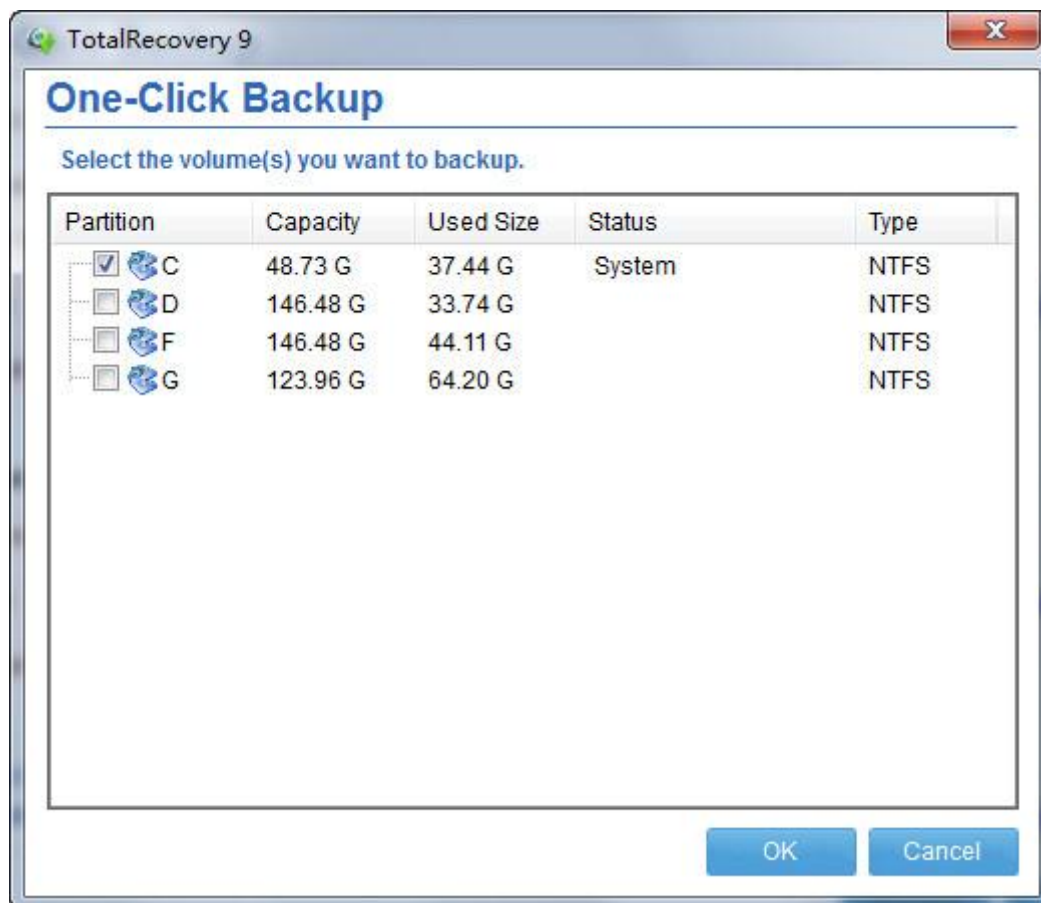 TotalRecovery 9
One-Click Backup
Select the volume(s) you want to backup.
Partition Capacity Used Size Status Type
C 48.73 G 37.44 G System NTFS
D 146.48 G 33.74 G NTFS
F 146.48 G 44.11 G NTFS
G 123.96 G 64.20 G NTFS
OK Cancel